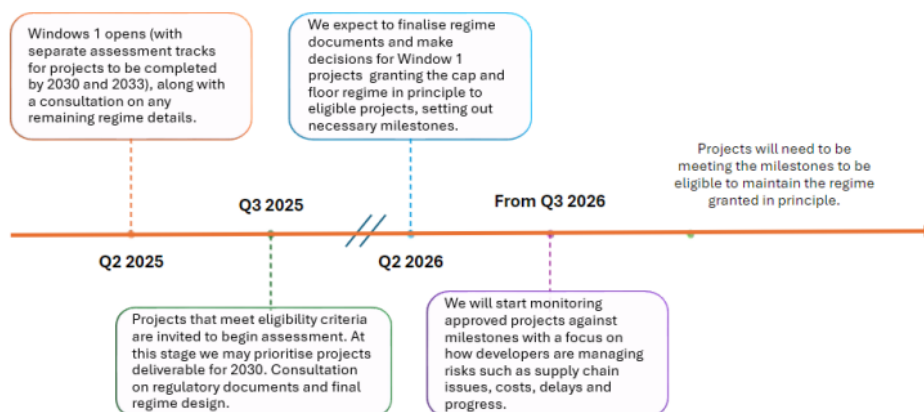 Windows 1 opens (with
separate assessment tracks
for projects to be completed
by 2030 and 2033), along with
a consultation on any
remaining regime details.
We expect to finalise regime
documents and make
decisions for Window 1
projects granting the cap and
floor regime in principle to
eligible projects, setting out
necessary milestones.
Projects will need to be
meeting the milestones to be
eligible to maintain the regime
granted in principle.
Q3 2025
From Q3 2026
Q2 2025
Q2 2026
Projects that meet eligibility criteria
are invited to begin assessment. At
this stage we may prioritise projects
deliverable for 2030. Consultation
on regulatory documents and final
regime design.
We will start monitoring
approved projects against
milestones with a focus on
how developers are managing
risks such as supply chain
issues, costs, delays and
progress.